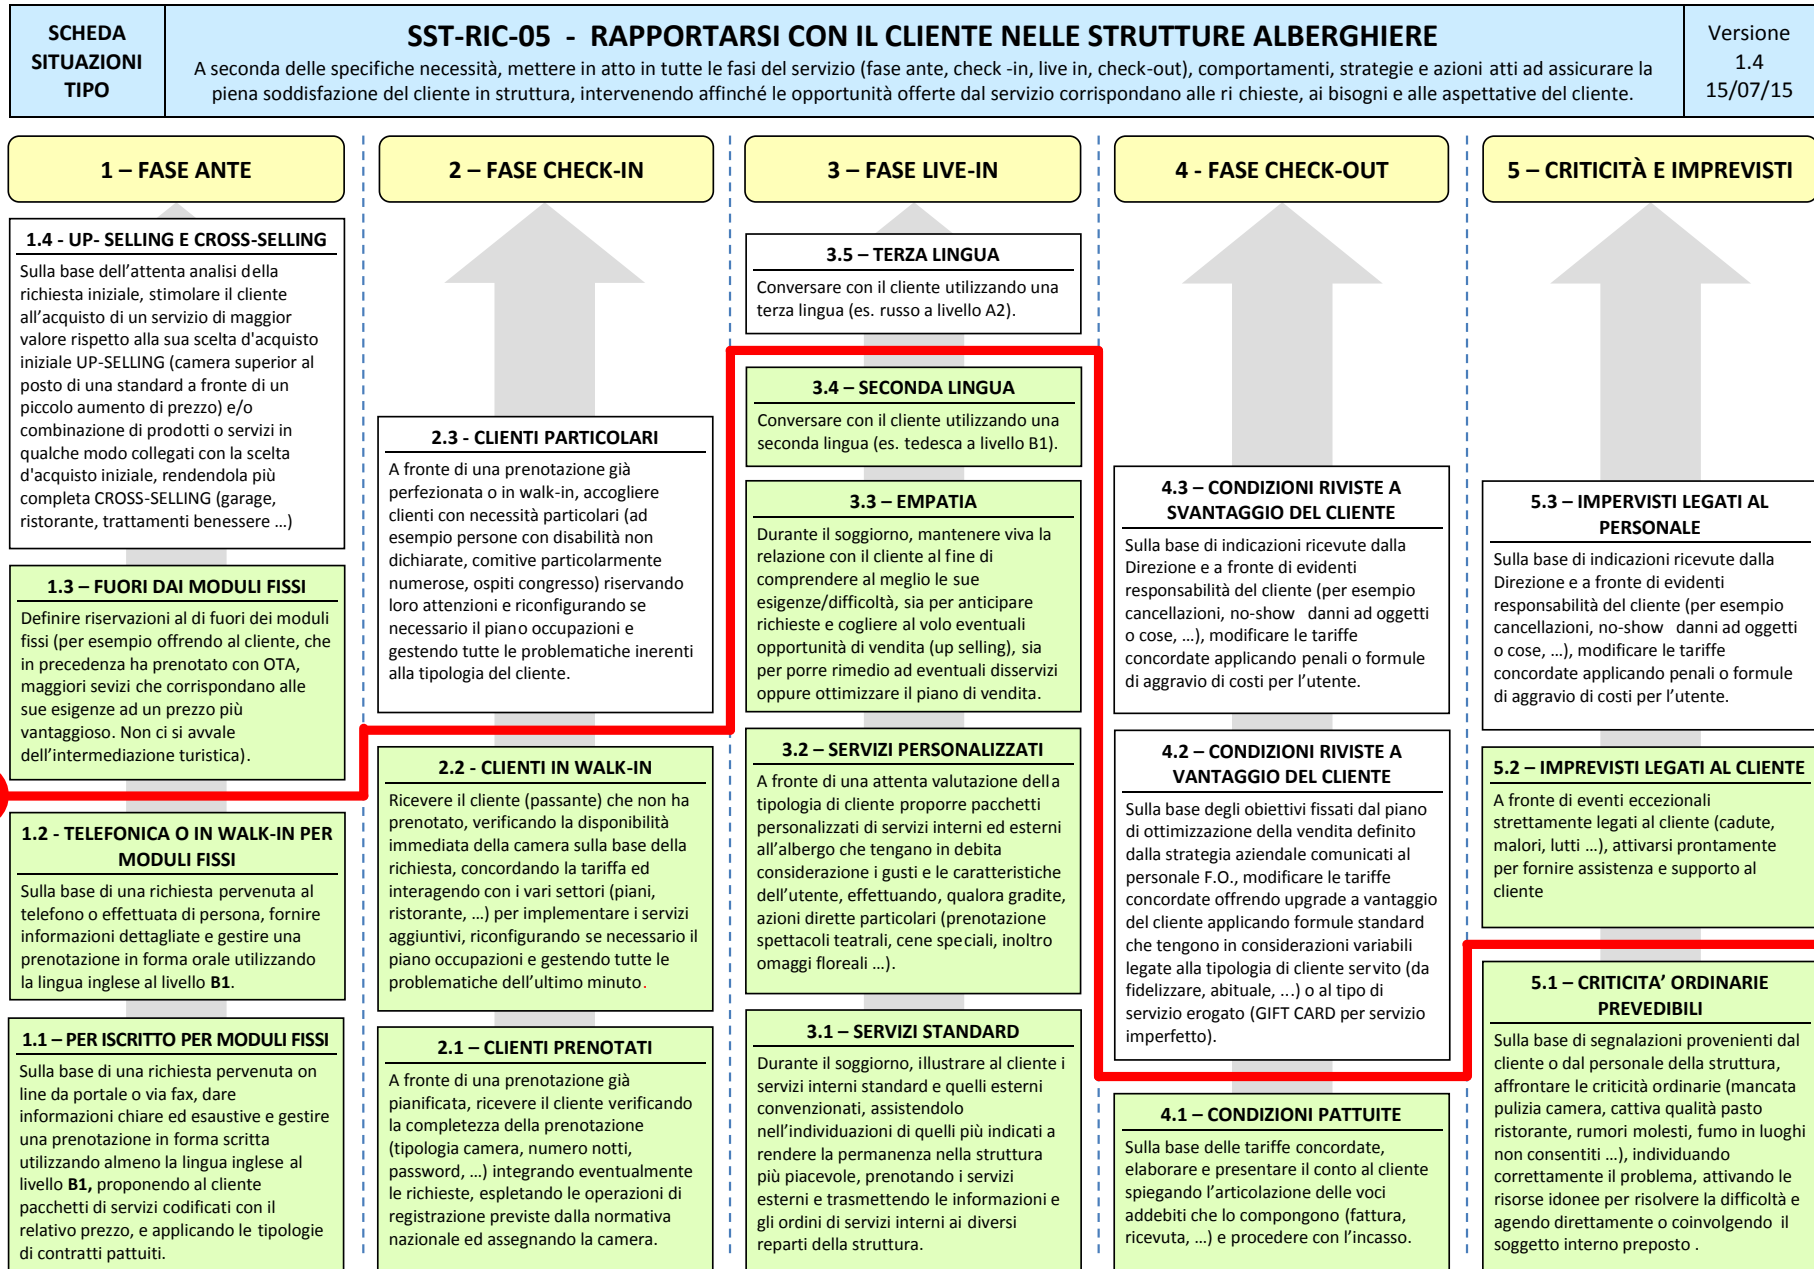 SCHEDA
SITUAZIONI
TIPO
SST-RIC-05 - RAPPORTARSI CON IL CLIENTE NELLE STRUTTURE ALBERGHIERE
A seconda delle specifiche necessità, mettere in atto in tutte le fasi del servizio (fase ante, check -in, live in, check-out), comportamenti, strategie e azioni atti ad assicurare la
piena soddisfazione del cliente in struttura, intervenendo affinché le opportunità offerte dal servizio corrispondano alle ri chieste, ai bisogni e alle aspettative del cliente.
Versione
1.4
15/07/15
1 – FASE ANTE
1.4 - UP- SELLING E CROSS-SELLING
Sulla base dell'attenta analisi della
richiesta iniziale, stimolare il cliente
all'acquisto di un servizio di maggior
valore rispetto alla sua scelta d'acquisto
iniziale UP-SELLING (camera superior al
posto di una standard a fronte di un
piccolo aumento di prezzo) e/o
combinazione di prodotti o servizi in
qualche modo collegati con la scelta
d'acquisto iniziale, rendendola più
completa CROSS-SELLING (garage,
ristorante, trattamenti benessere …)
1.3 – FUORI DAI MODULI FISSI
Definire riservazioni al di fuori dei moduli
fissi (per esempio offrendo al cliente, che
in precedenza ha prenotato con OTA,
maggiori sevizi che corrispondano alle
sue esigenze ad un prezzo più
vantaggioso. Non ci si avvale
dell'intermediazione turistica).
1.2 - TELEFONICA O IN WALK-IN PER
MODULI FISSI
Sulla base di una richiesta pervenuta al
telefono o effettuata di persona, fornire
informazioni dettagliate e gestire una
prenotazione in forma orale utilizzando
la lingua inglese al livello B1.
1.1 – PER ISCRITTO PER MODULI FISSI
Sulla base di una richiesta pervenuta on
line da portale o via fax, dare
informazioni chiare ed esaustive e gestire
una prenotazione in forma scritta
utilizzando almeno la lingua inglese al
livello B1, proponendo al cliente
pacchetti di servizi codificati con il
relativo prezzo, e applicando le tipologie
di contratti pattuiti.
2 – FASE CHECK-IN
2.3 - CLIENTI PARTICOLARI
A fronte di una prenotazione già
perfezionata o in walk-in, accogliere
clienti con necessità particolari (ad
esempio persone con disabilità non
dichiarate, comitive particolarmente
numerose, ospiti congresso) riservando
loro attenzioni e riconfigurando se
necessario il piano occupazioni e
gestendo tutte le problematiche inerenti
alla tipologia del cliente.
2.2 - CLIENTI IN WALK-IN
Ricevere il cliente (passante) che non ha
prenotato, verificando la disponibilità
immediata della camera sulla base della
richiesta, concordando la tariffa ed
interagendo con i vari settori (piani,
ristorante, …) per implementare i servizi
aggiuntivi, riconfigurando se necessario il
piano occupazioni e gestendo tutte le
problematiche dell'ultimo minuto.
2.1 – CLIENTI PRENOTATI
A fronte di una prenotazione già
pianificata, ricevere il cliente verificando
la completezza della prenotazione
(tipologia camera, numero notti,
password, …) integrando eventualmente
le richieste, espletando le operazioni di
registrazione previste dalla normativa
nazionale ed assegnando la camera.
3 – FASE LIVE-IN
3.5 – TERZA LINGUA
Conversare con il cliente utilizzando una
terza lingua (es. russo a livello A2).
3.4 – SECONDA LINGUA
Conversare con il cliente utilizzando una
seconda lingua (es. tedesca a livello B1).
3.3 – EMPATIA
Durante il soggiorno, mantenere viva la
relazione con il cliente al fine di
comprendere al meglio le sue
esigenze/difficoltà, sia per anticipare
richieste e cogliere al volo eventuali
opportunità di vendita (up selling), sia
per porre rimedio ad eventuali disservizi
oppure ottimizzare il piano di vendita.
3.2 – SERVIZI PERSONALIZZATI
A fronte di una attenta valutazione della
tipologia di cliente proporre pacchetti
personalizzati di servizi interni ed esterni
all'albergo che tengano in debita
considerazione i gusti e le caratteristiche
dell'utente, effettuando, qualora gradite,
azioni dirette particolari (prenotazione
spettacoli teatrali, cene speciali, inoltro
omaggi floreali …).
3.1 – SERVIZI STANDARD
Durante il soggiorno, illustrare al cliente i
servizi interni standard e quelli esterni
convenzionati, assistendolo
nell'individuazioni di quelli più indicati a
rendere la permanenza nella struttura
più piacevole, prenotando i servizi
esterni e trasmettendo le informazioni e
gli ordini di servizi interni ai diversi
reparti della struttura.
4 - FASE CHECK-OUT
4.3 – CONDIZIONI RIVISTE A
SVANTAGGIO DEL CLIENTE
Sulla base di indicazioni ricevute dalla
Direzione e a fronte di evidenti
responsabilità del cliente (per esempio
cancellazioni, no-show danni ad oggetti
o cose, …), modificare le tariffe
concordate applicando penali o formule
di aggravio di costi per l'utente.
4.2 – CONDIZIONI RIVISTE A
VANTAGGIO DEL CLIENTE
Sulla base degli obiettivi fissati dal piano
di ottimizzazione della vendita definito
dalla strategia aziendale comunicati al
personale F.O., modificare le tariffe
concordate offrendo upgrade a vantaggio
del cliente applicando formule standard
che tengono in considerazioni variabili
legate alla tipologia di cliente servito (da
fidelizzare, abituale, ...) o al tipo di
servizio erogato (GIFT CARD per servizio
imperfetto).
4.1 – CONDIZIONI PATTUITE
Sulla base delle tariffe concordate,
elaborare e presentare il conto al cliente
spiegando l'articolazione delle voci
addebiti che lo compongono (fattura,
ricevuta, …) e procedere con l'incasso.
5 – CRITICITÀ E IMPREVISTI
5.3 – IMPERVISTI LEGATI AL
PERSONALE
Sulla base di indicazioni ricevute dalla
Direzione e a fronte di evidenti
responsabilità del cliente (per esempio
cancellazioni, no-show danni ad oggetti
o cose, …), modificare le tariffe
concordate applicando penali o formule
di aggravio di costi per l'utente.
5.2 – IMPREVISTI LEGATI AL CLIENTE
A fronte di eventi eccezionali
strettamente legati al cliente (cadute,
malori, lutti …), attivarsi prontamente
per fornire assistenza e supporto al
cliente
5.1 – CRITICITA' ORDINARIE
PREVEDIBILI
Sulla base di segnalazioni provenienti dal
cliente o dal personale della struttura,
affrontare le criticità ordinarie (mancata
pulizia camera, cattiva qualità pasto
ristorante, rumori molesti, fumo in luoghi
non consentiti …), individuando
correttamente il problema, attivando le
risorse idonee per risolvere la difficoltà e
agendo direttamente o coinvolgendo il
soggetto interno preposto .